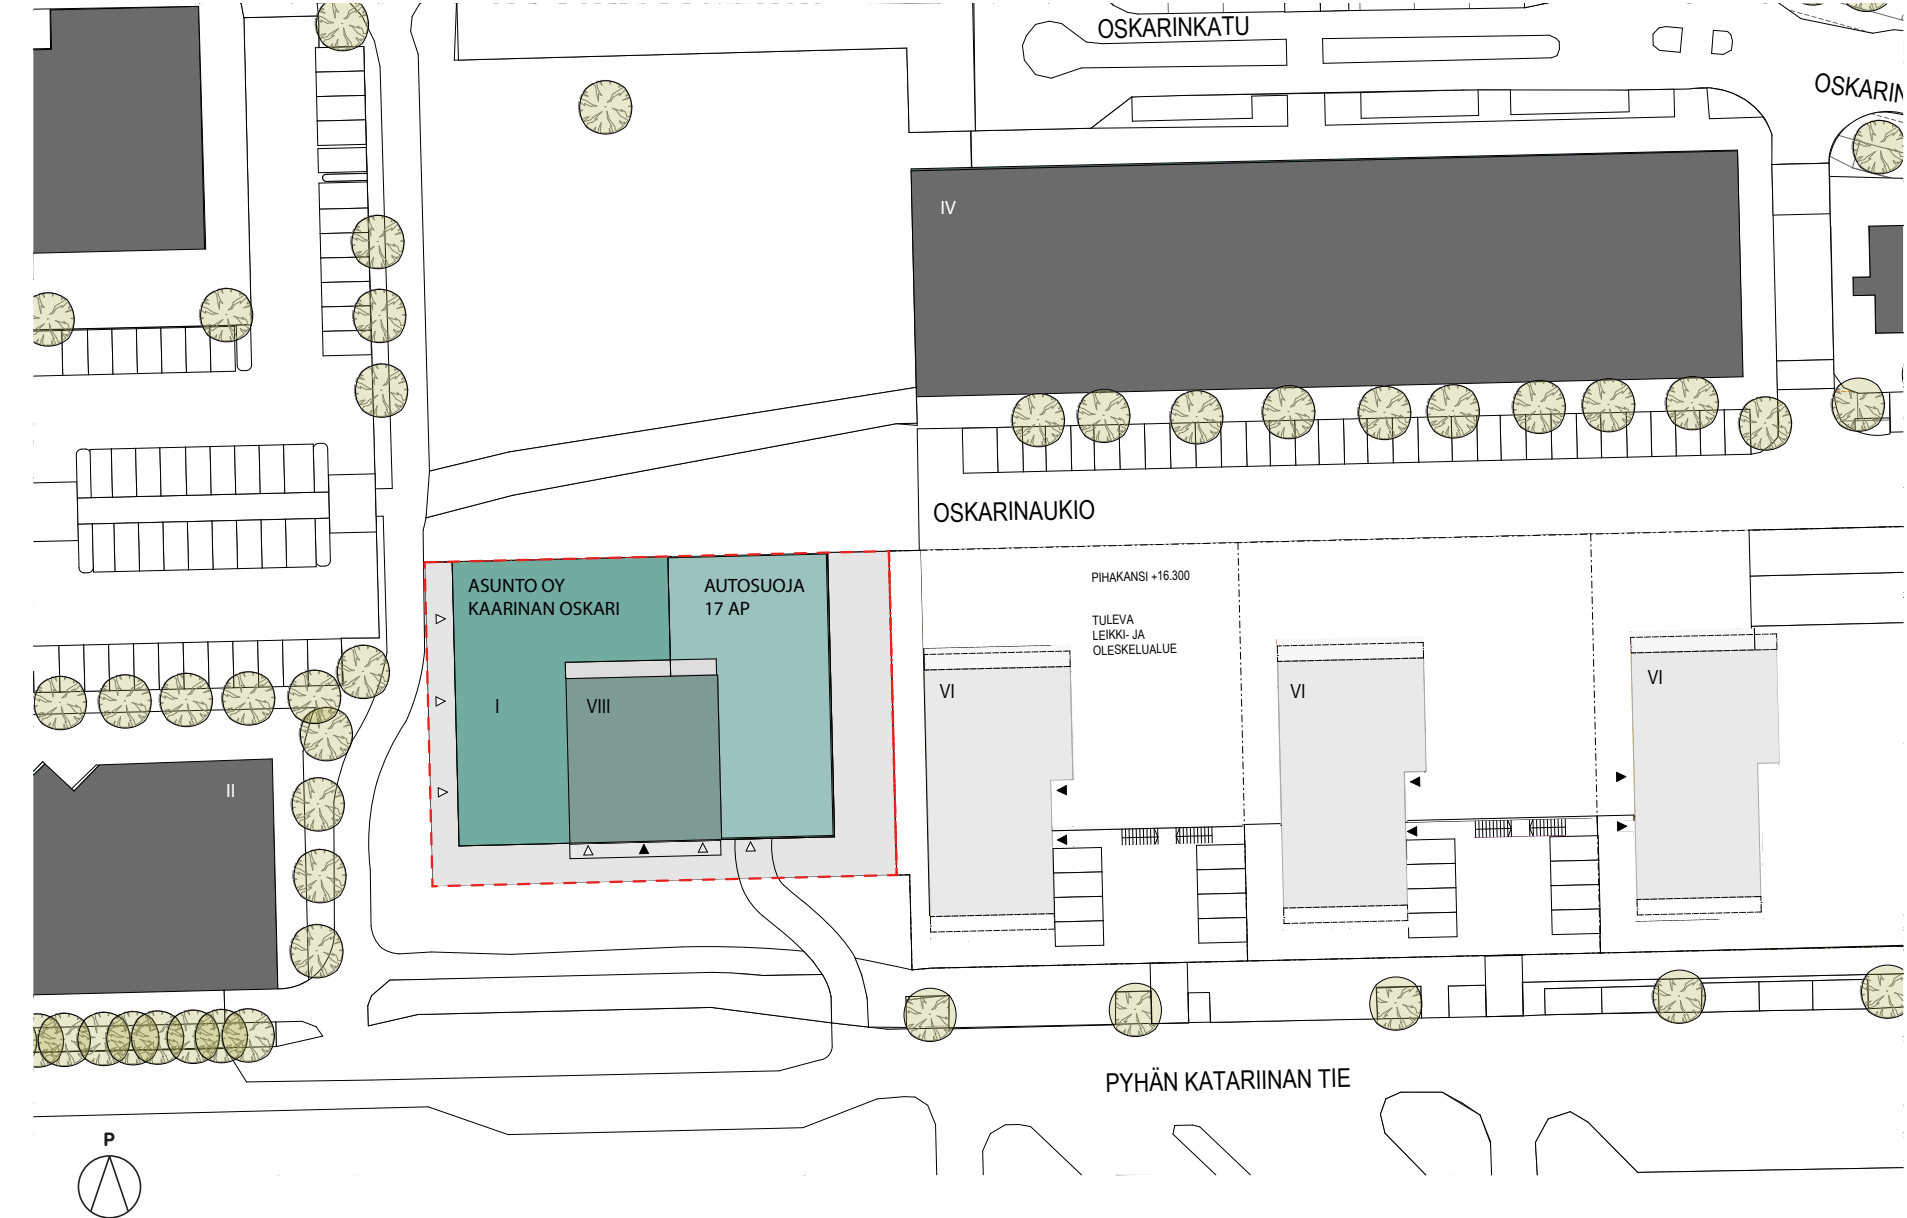 OSKARINKATU
OSKARIN
IV
OSKARINAUKIO
ASUNTO OY
KAARINAN OSKARI
AUTOSUOJA
17 AP
PIHAKANSI +16.300
TULEVA
LEIKKI- JA
OLESKELUALUE
I
VIII
VI
VI
VI
II
PYHÄN KATARIINAN TIE
P